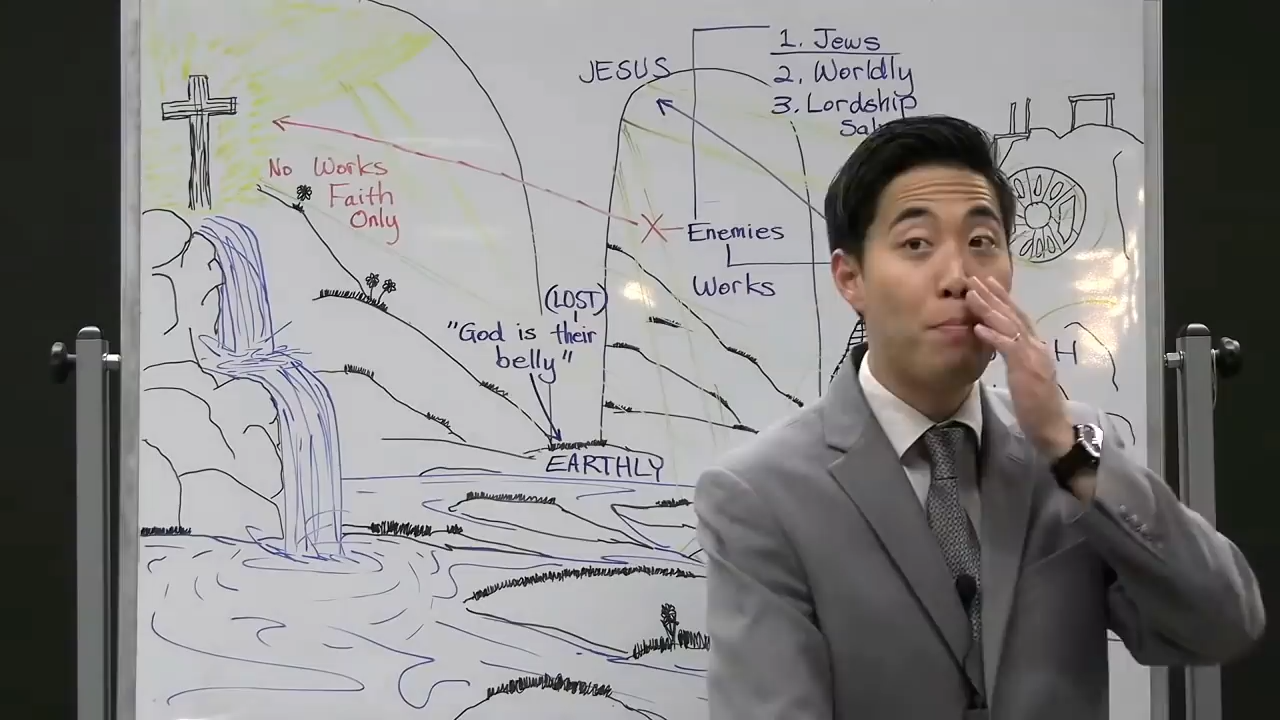 JESUS
1. Jews
2. Worldly
3. Lordship
No Works
Faith
Only
X
Enemies
Works
(LOST)
"God is their
belly"
EARTHLY